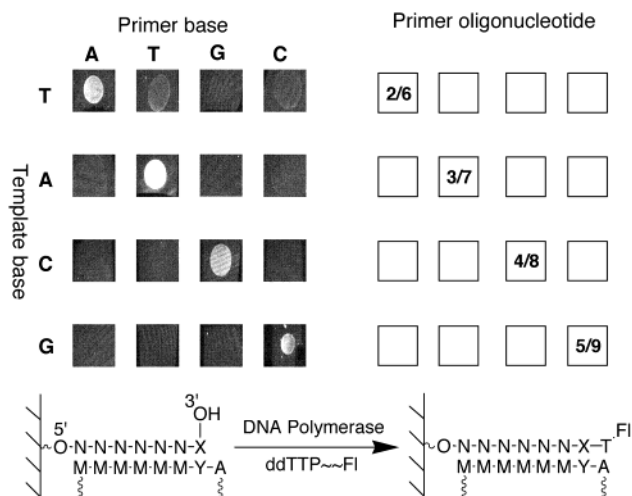 Primer base
Primer oligonucleotide
A T G C
T
2/6
A
3/7
C
4/8
G
5/9
Template base
3'
OH
5'
O-N-N-N-N-N-N-X
M-M-M-M-M-M-Y-A
DNA Polymerase
ddTTP~~Fl
Fl
O-N-N-N-N-N-N-X-T
M-M-M-M-M-M-Y-A